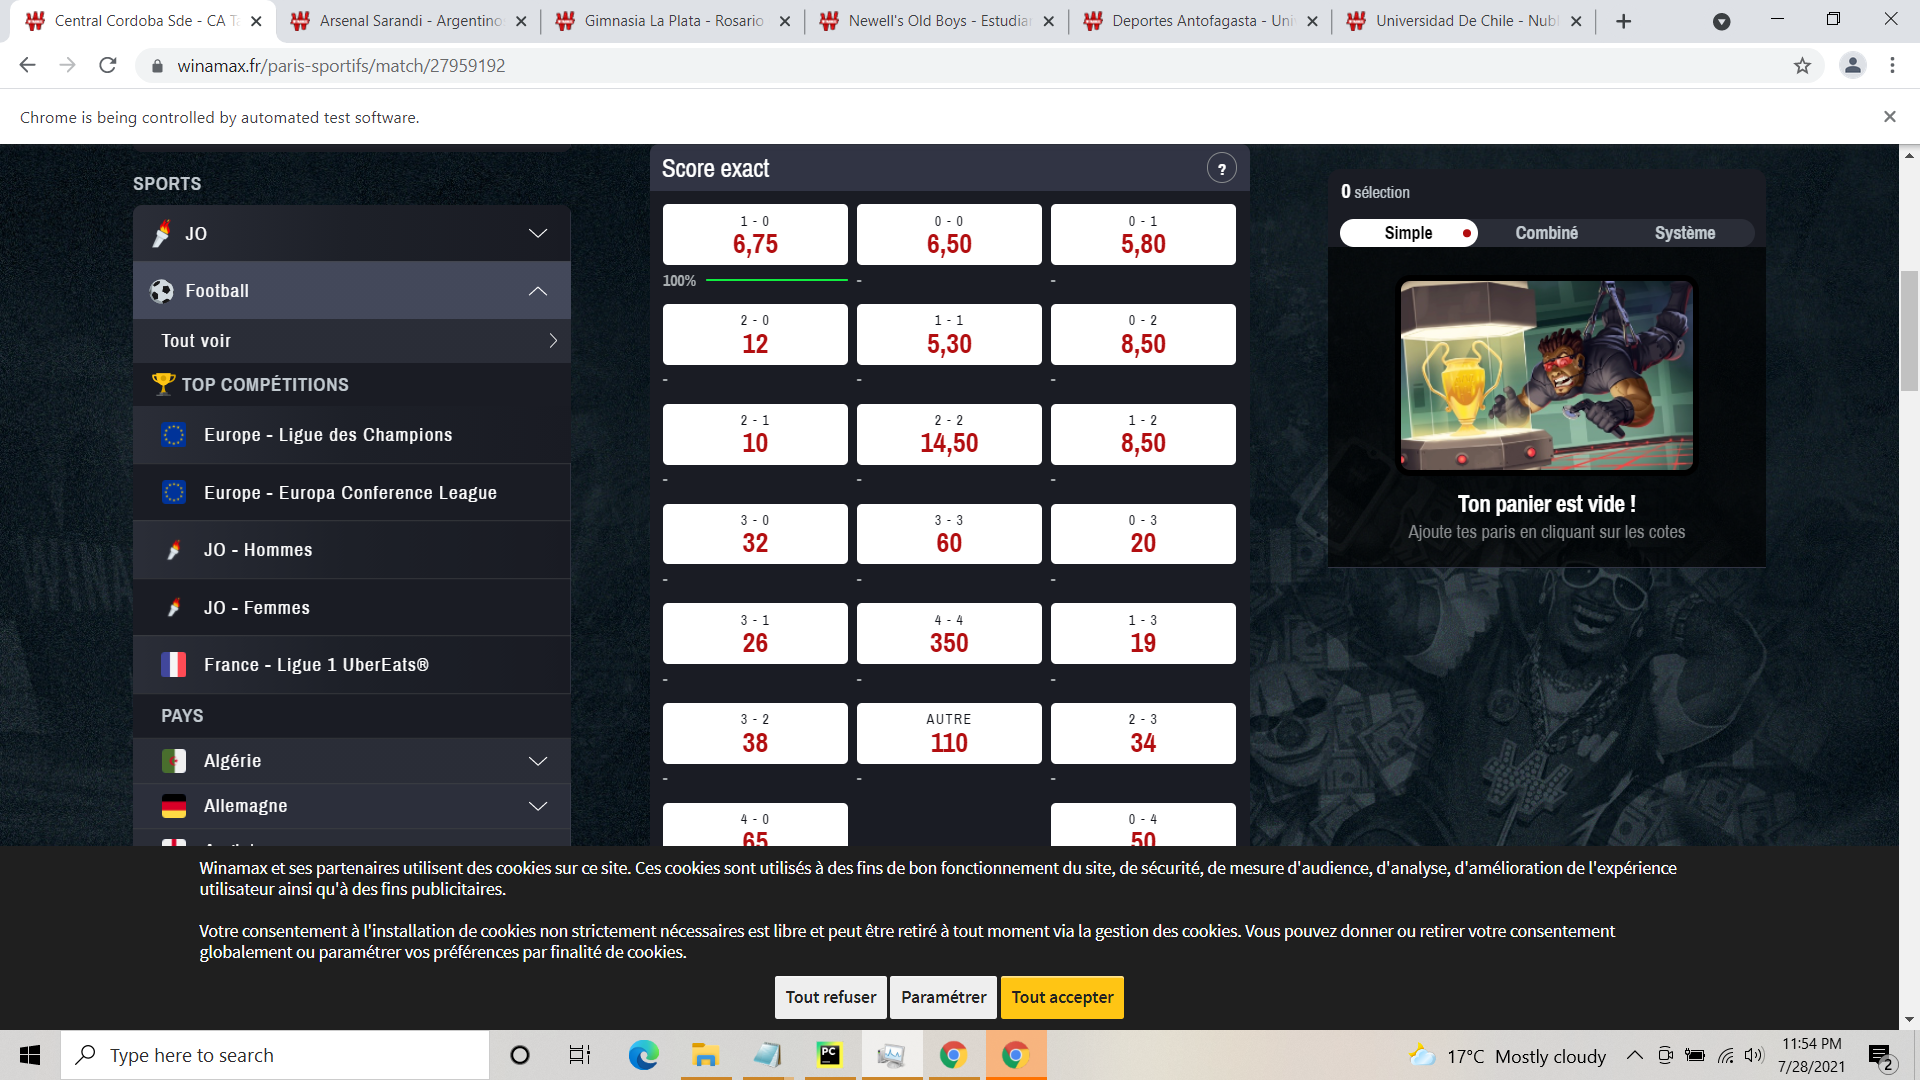 Central Cordoba Sde - CA
Arsenal Sarandi - Argentino
Gimnasia La Plata - Rosario
Newell's Old Boys -
Deportes Antofagasta -
Universidad De Chile -
winamax.fr/paris-sportifs/match/27959192
Chrome is being controlled by automated test software.
SPORTS
JO
Football
Tout voir
TOP COMPÉTITIONS
Europe - Ligue des Champions
Europe - Europa Conference League
JO - Hommes
JO - Femmes
France - Ligue 1 UberEats®
PAYS
Algérie
Allemagne
Score exact
?
1 - 0 0 - 0 0 - 1
6,75 6,50 5,80
100% - -
2 - 0 1 - 1 0 - 2
12 5,30 8,50
- - -
2 - 1 2 - 2 1 - 2
10 14,50 8,50
- - -
3 - 0 3 - 3 0 - 3
32 60 20
- - -
3 - 1 4 - 4 1 - 3
26 350 19
- - -
3 - 2 AUTRE 2 - 3
38 110 34
- - -
4 - 0 0 - 4
65 50
0 sélection
Simple Combiné Système
Ton panier est vide !
Ajoute tes paris en cliquant sur les cotes
Winamax et ses partenaires utilisent des cookies sur ce site. Ces cookies sont utilisés à des fins de bon fonctionnement du site, de sécurité, de mesure d'audience, d'analyse, d'amélioration de l'expérience
utilisateur ainsi qu'à des fins publicitaires.
Votre consentement à l'installation de cookies non strictement nécessaires est libre et peut être retiré à tout moment via la gestion des cookies. Vous pouvez donner ou retirer votre consentement
globalement ou paramétrer vos préférences par finalité de cookies.
Tout refuser Paramétrer Tout accepter
Type here to search
PC
17°C Mostly cloudy
11:54 PM
7/28/2021
2